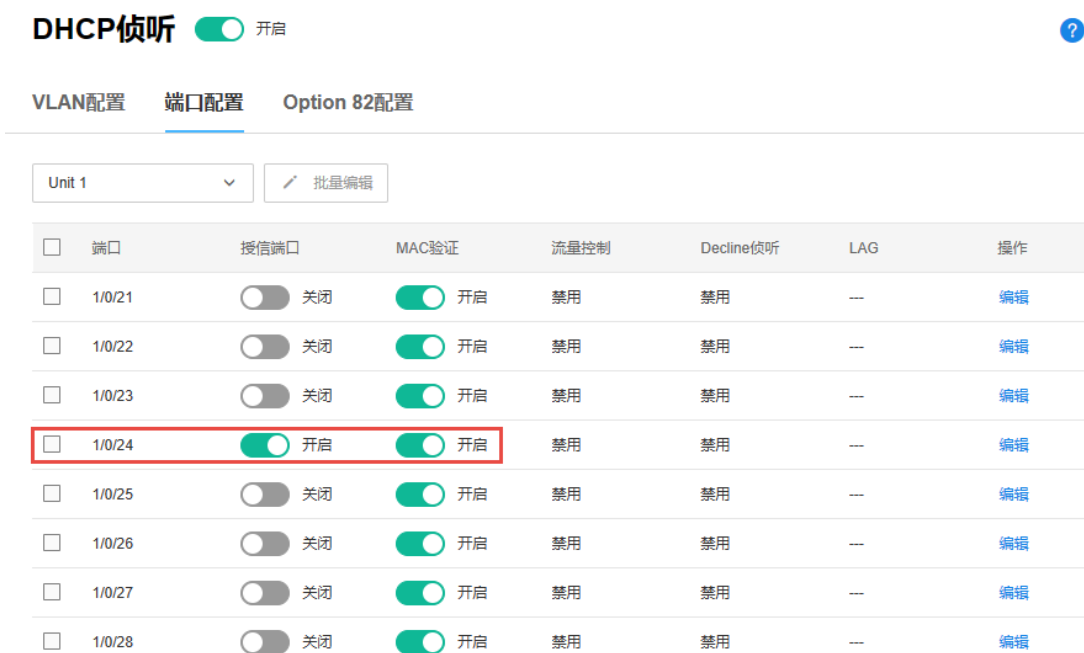 DHCP侦听 开启 ?
VLAN配置 端口配置 Option 82配置
Unit 1 批量编辑
端口 授信端口 MAC验证 流量控制 Decline侦听 LAG 操作
1/0/21 关闭 开启 禁用 禁用 --- 编辑
1/0/22 关闭 开启 禁用 禁用 --- 编辑
1/0/23 关闭 开启 禁用 禁用 --- 编辑
1/0/24 开启 开启 禁用 禁用 --- 编辑
1/0/25 关闭 开启 禁用 禁用 --- 编辑
1/0/26 关闭 开启 禁用 禁用 --- 编辑
1/0/27 关闭 开启 禁用 禁用 --- 编辑
1/0/28 关闭 开启 禁用 禁用 --- 编辑